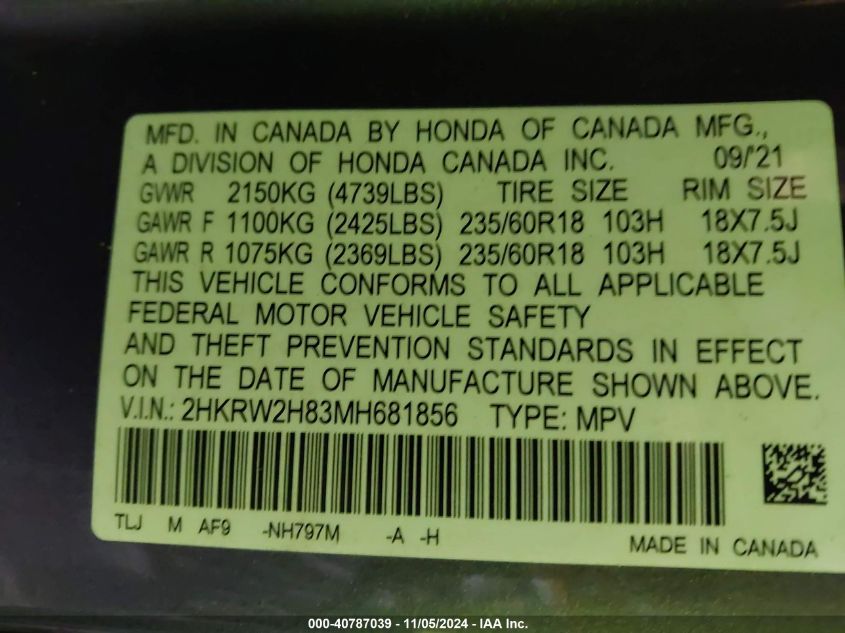 MFD. IN CANADA BY HONDA OF CANADA MFG.,
A DIVISION OF HONDA CANADA INC. 09/'21
GVWR 2150KG (4739LBS) TIRE SIZE RIM SIZE
GAWR F 1100KG (2425LBS) 235/60R18 103H 18X7.5J
GAWR R 1075KG (2369LBS) 235/60R18 103H 18X7.5J
THIS VEHICLE CONFORMS TO ALL APPLICABLE
FEDERAL MOTOR VEHICLE SAFETY
AND THEFT PREVENTION STANDARDS IN EFFECT
ON THE DATE OF MANUFACTURE SHOWN ABOVE.
V.I.N.: 2HKRW2H83MH681856 TYPE: MPV
TLJ M AF9 -NH797M -A -H
MADE IN CANADA
000-40787039 - 11/05/2024 - IAA Inc.